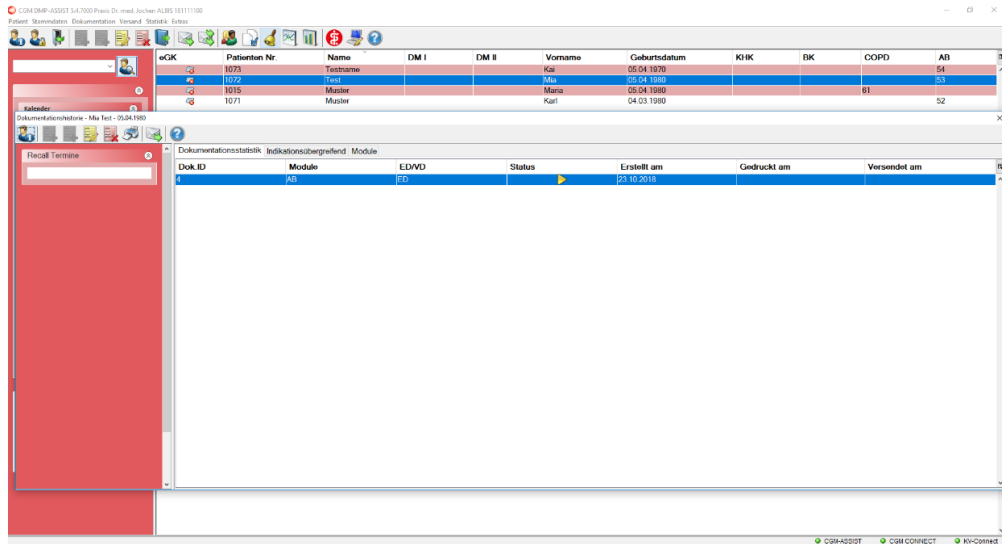 CGM DMP-ASSIST 5.4.7000 Praxis Dr. med. Jochen ALBIS 181111100
Patient Stammdaten Dokumentation Versand Statistik Extras
eGK Patienten Nr. Name DM I DM II Vorname Geburtsdatum KHK BK COPD AB
1073 Testname Kai 05.04.1970 54
1072 Test Mia 05.04.1980 53
1015 Muster Maria 05.04.1980 61
1071 Muster Karl 04.03.1980 52
Kalender
Dokumentationshistorie - Mia Test - 05.04.1980
Recall Termine
Dokumentationsstatistik Indikationsübergreifend Module
Dok.ID Module ED/VD Status Erstellt am Gedruckt am Versendet am
4 AB ED 23.10.2018
CGM-ASSIST CGM CONNECT KV-Connect